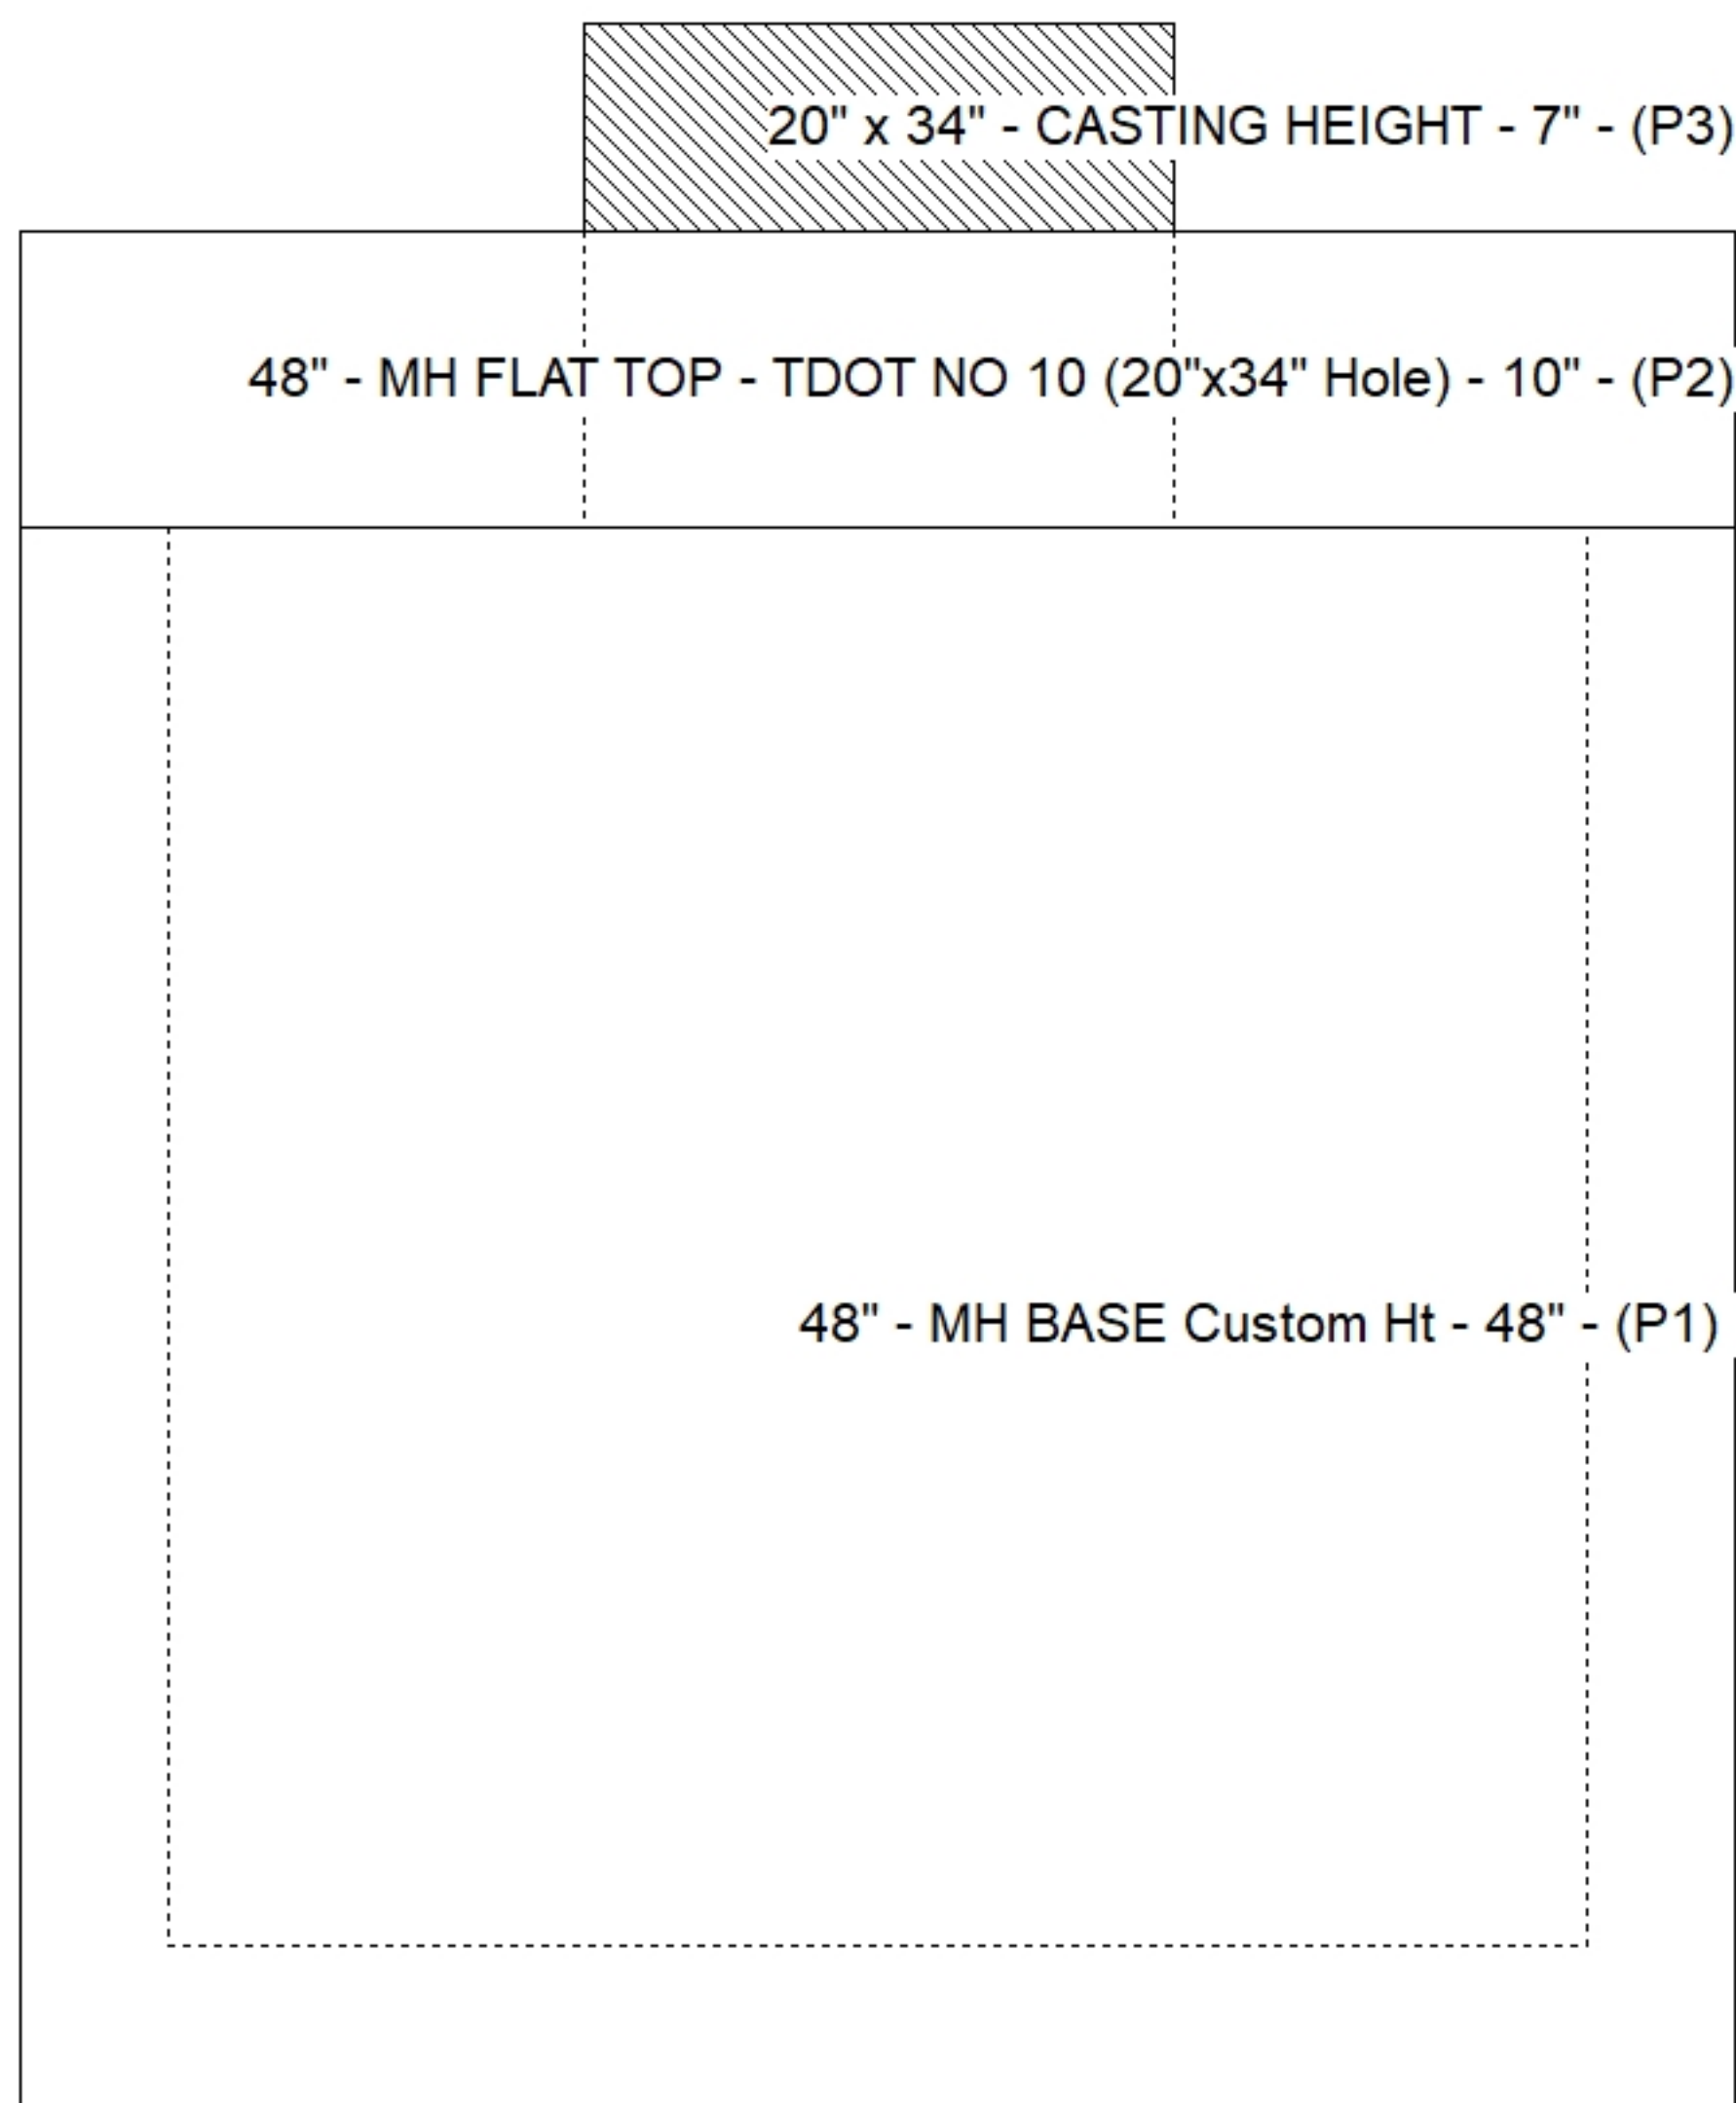 20" x 34" - CASTING HEIGHT - 7" - (P3)
48" - MH FLAT TOP - TDOT NO 10 (20"x34" Hole) - 10" - (P2)
48" - MH BASE Custom Ht - 48" - (P1)